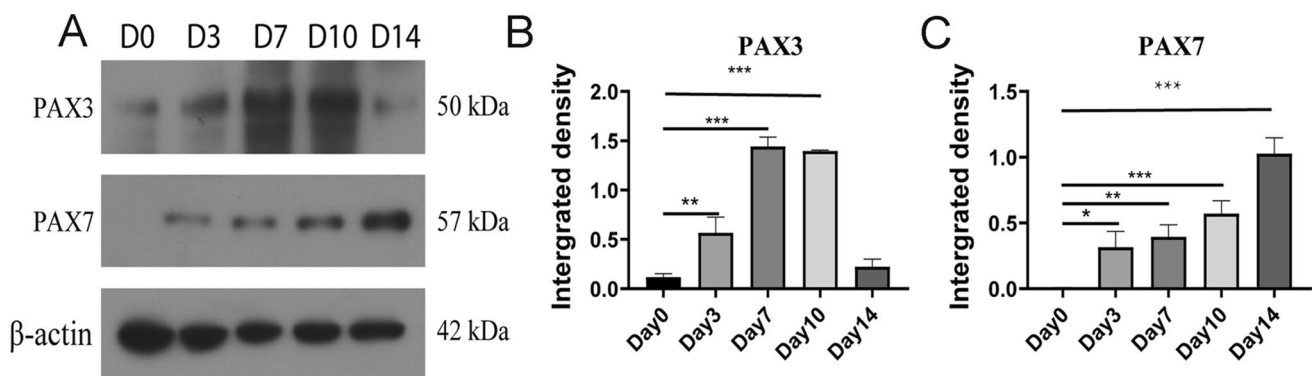 A
D0 D3 D7 D10 D14
PAX3
50 kDa
PAX7
57 kDa
β-actin
42 kDa
B
PAX3
Intergrated density
2.0
1.5
1.0
0.5
0.0
***
***
**
Day0
Day3
Day7
Day10
Day14
C
PAX7
Intergrated density
1.5
1.0
0.5
0.0
***
***
**
*
Day0
Day3
Day7
Day10
Day14